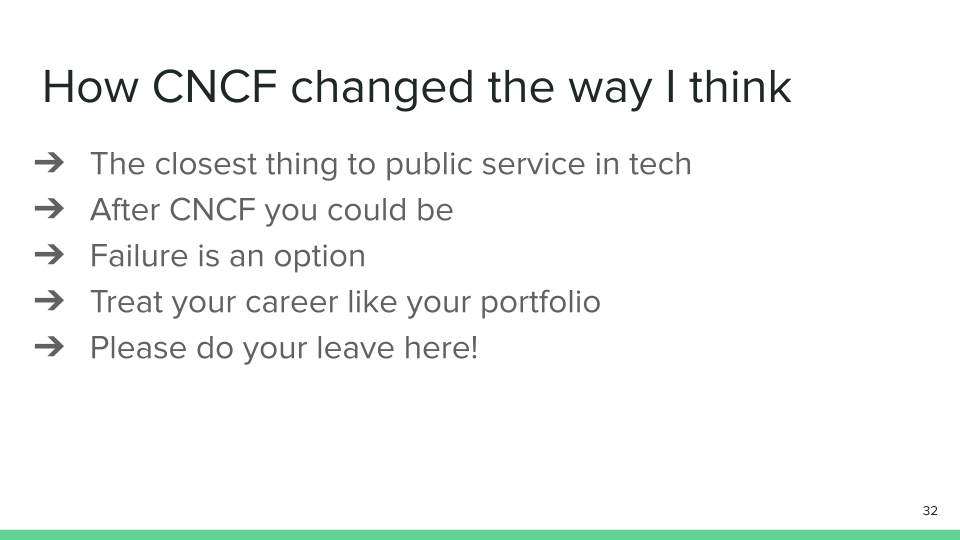 How CNCF changed the way I think
➔ The closest thing to public service in tech
➔ After CNCF you could be
➔ Failure is an option
➔ Treat your career like your portfolio
➔ Please do your leave here!
32